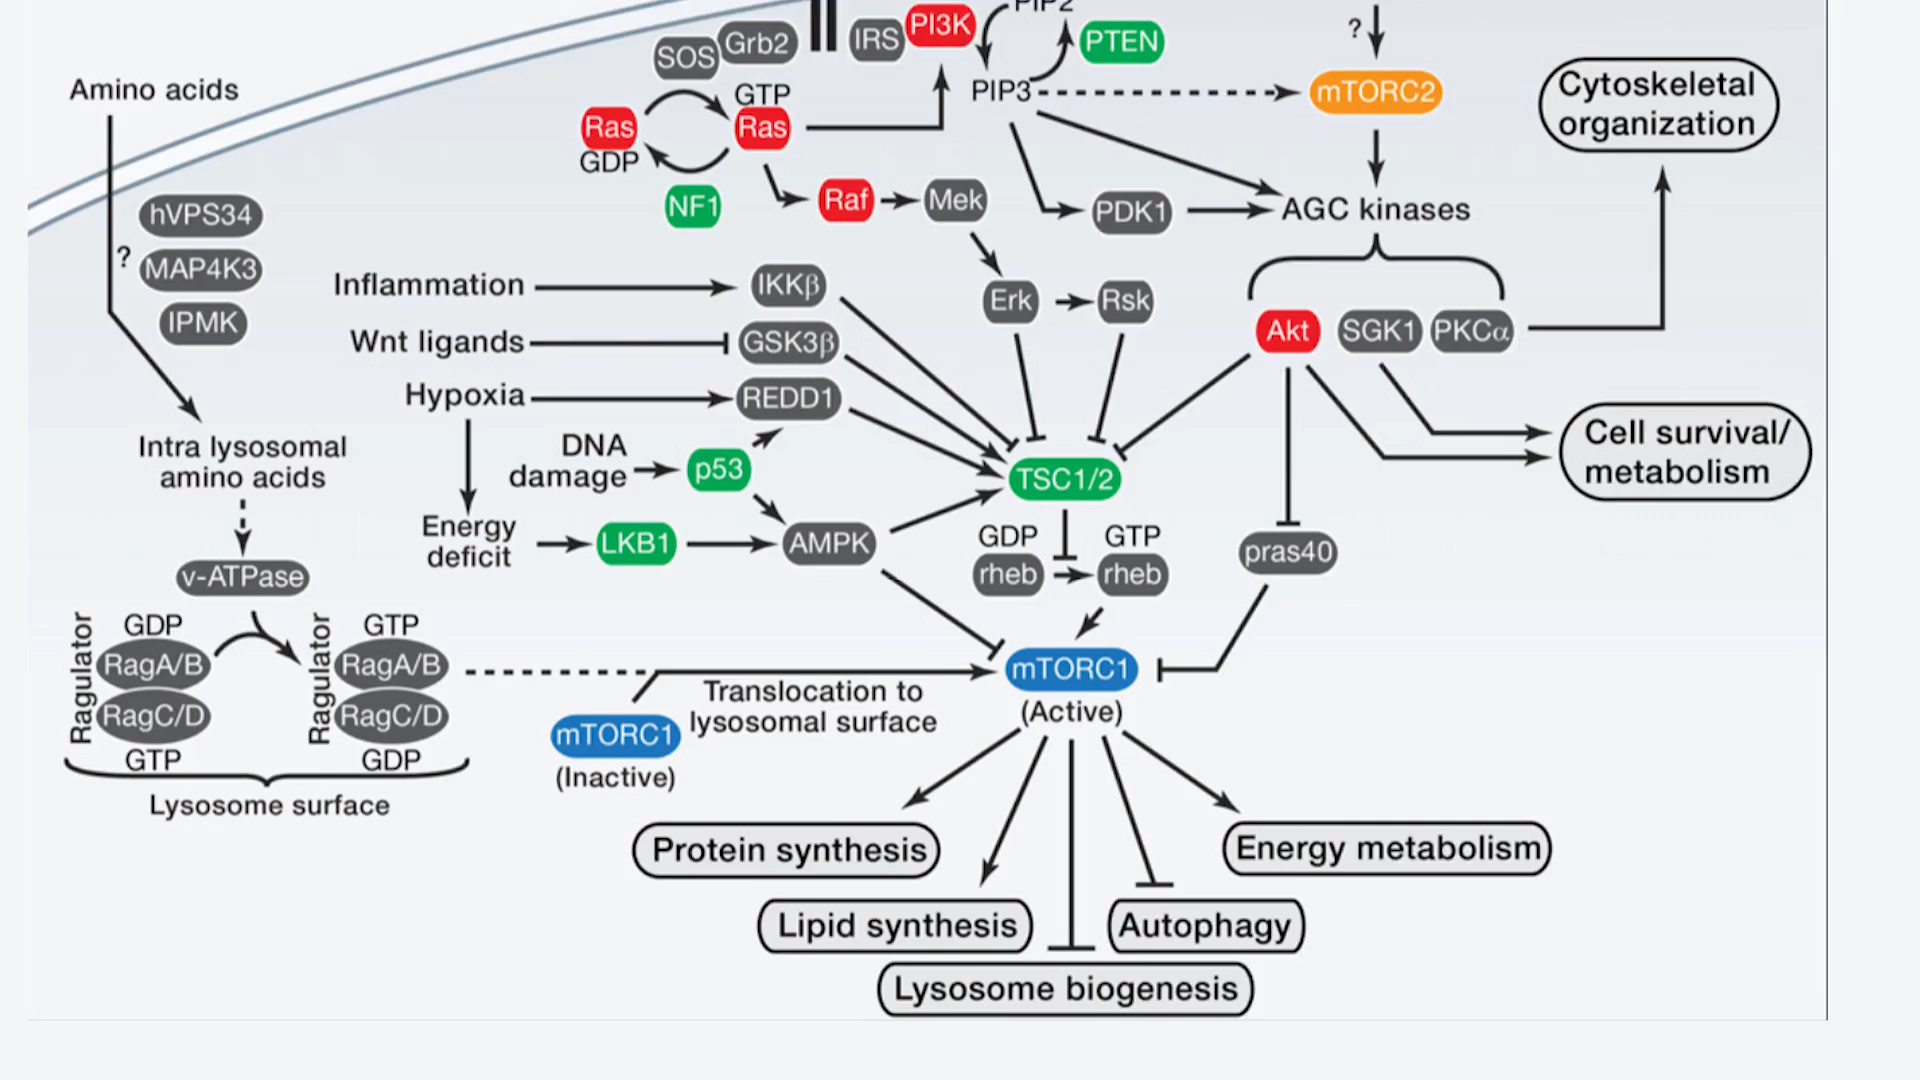 PIP2
PI3K
IRS
Grb2
SOS
PTEN
?
Amino acids
GTP
Ras
Ras
GDP
PIP3
mTORC2
Cytoskeletal
organization
NF1
Raf
Mek
PDK1
AGC kinases
hVPS34
?
MAP4K3
IPMK
Inflammation
IKKβ
Erk
Rsk
Wnt ligands
GSK3β
Akt
SGK1
PKCα
Hypoxia
REDD1
Intra lysosomal
amino acids
DNA
damage
p53
TSC1/2
Cell survival/
metabolism
Energy
deficit
LKB1
AMPK
GDP
rheb
GTP
rheb
pras40
v-ATPase
Ragulator
GDP
RagA/B
RagC/D
GTP
Ragulator
GTP
RagA/B
RagC/D
GDP
Lysosome surface
mTORC1
(Inactive)
Translocation to
lysosomal surface
mTORC1
(Active)
Protein synthesis
Energy metabolism
Lipid synthesis
Autophagy
Lysosome biogenesis